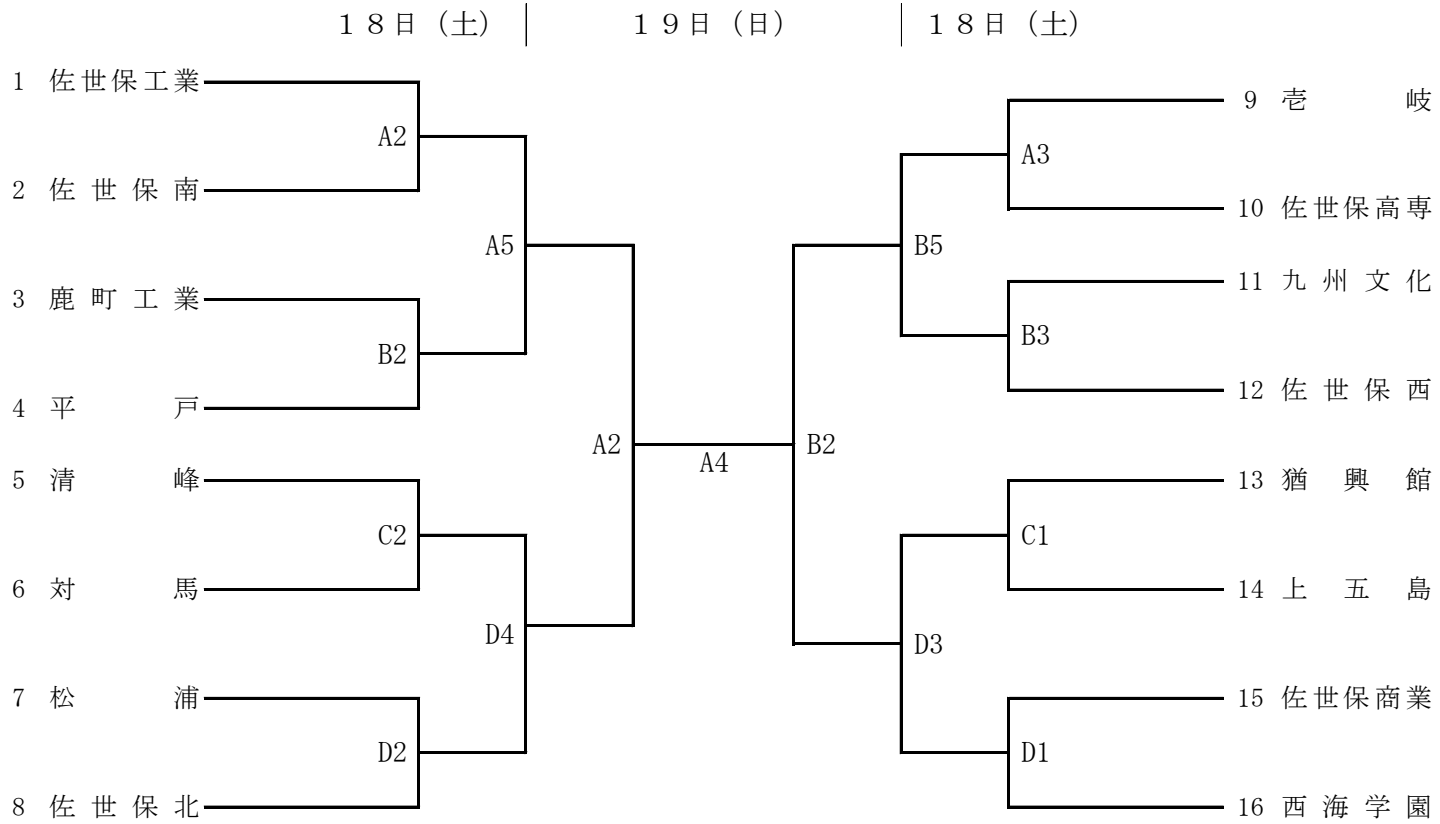 18日（土） 19日（日） 18日（土）
1 佐世保工業
A2
2 佐世保南
A5
3 鹿町工業
B2
4 平戸
A2
5 清峰
C2
6 対馬
D4
7 松浦
D2
8 佐世保北
A4
9 壱岐
A3
10 佐世保高専
B5
11 九州文化
B3
12 佐世保西
B2
13 猶興館
C1
14 上五島
D3
15 佐世保商業
D1
16 西海学園